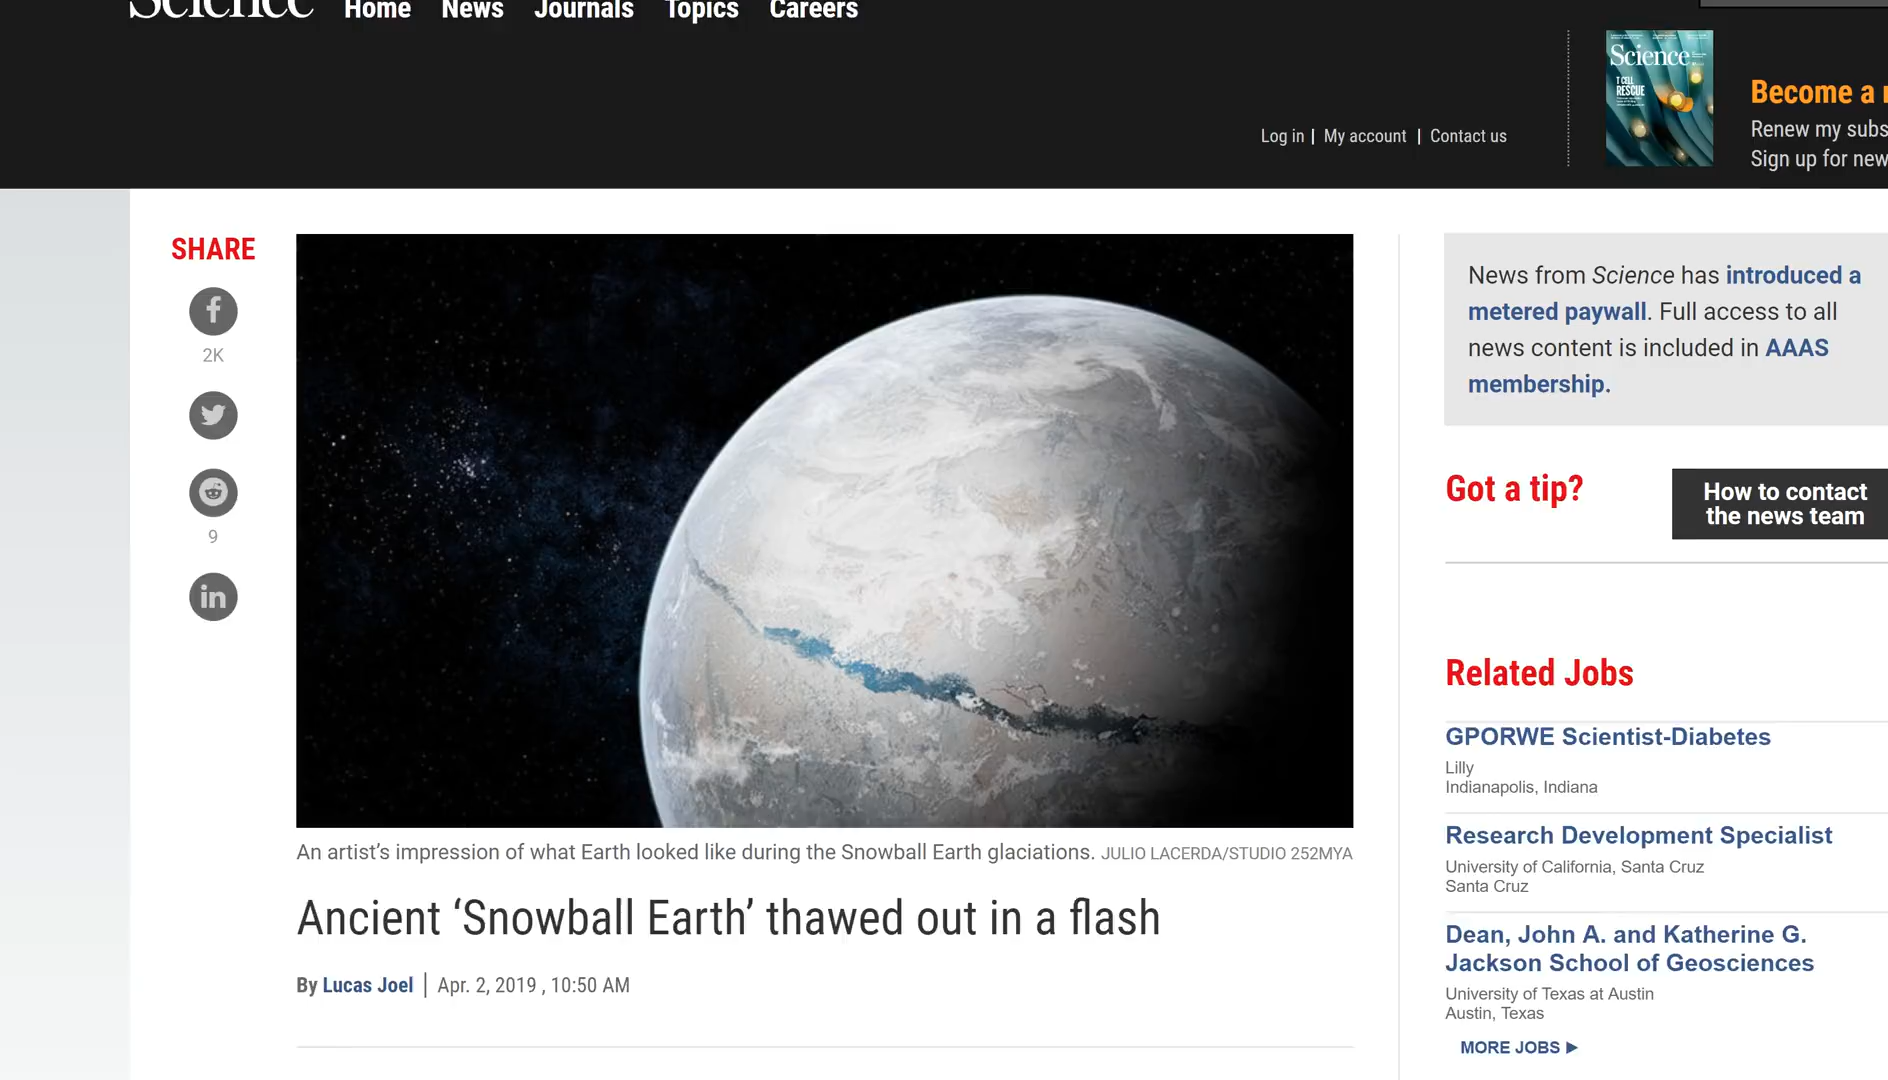 Science Home News Journals Topics Careers
Science
T CELL
RESCUE
Become a
Log in | My account | Contact us
Renew my subs
Sign up for new
SHARE
2K
9
News from Science has introduced a
metered paywall. Full access to all
news content is included in AAAS
membership.
Got a tip?
How to contact
the news team
An artist’s impression of what Earth looked like during the Snowball Earth glaciations. JULIO LACERDA/STUDIO 252MYA
Ancient ‘Snowball Earth’ thawed out in a flash
By Lucas Joel | Apr. 2, 2019 , 10:50 AM
Related Jobs
GPORWE Scientist-Diabetes
Lilly
Indianapolis, Indiana
Research Development Specialist
University of California, Santa Cruz
Santa Cruz
Dean, John A. and Katherine G.
Jackson School of Geosciences
University of Texas at Austin
Austin, Texas
MORE JOBS ►